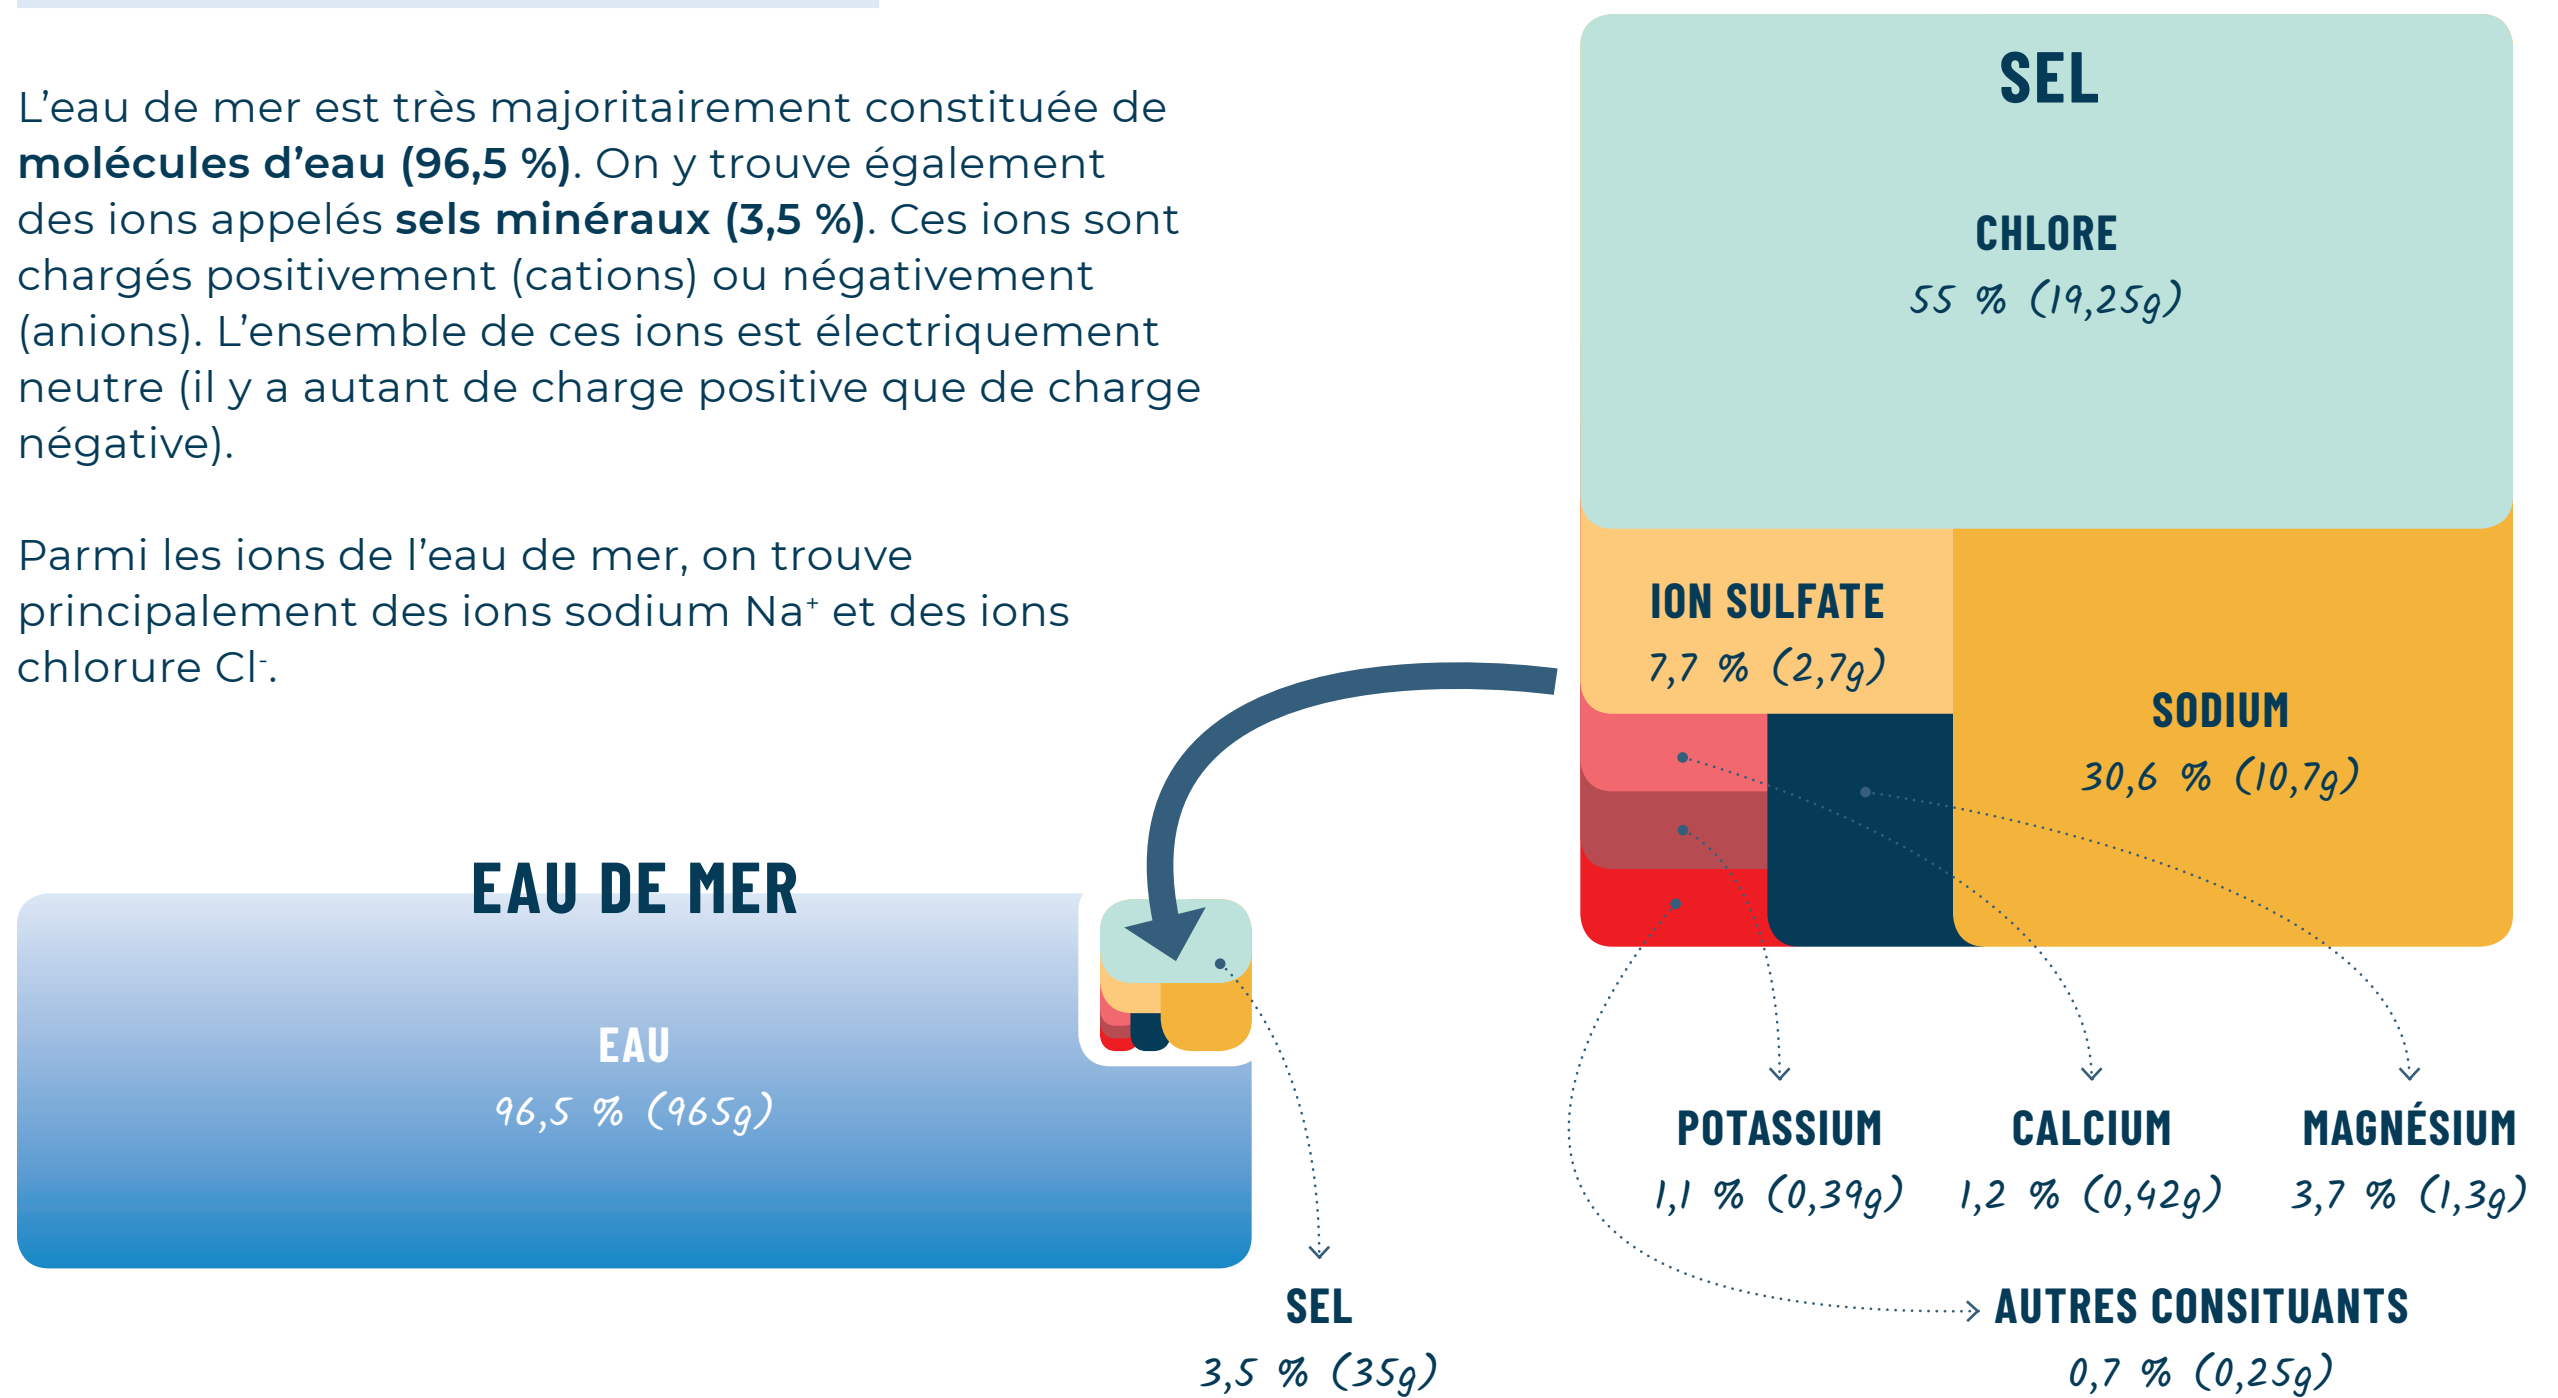 L’eau de mer est très majoritairement constituée de
molécules d’eau (96,5 %). On y trouve également
des ions appelés sels minéraux (3,5 %). Ces ions sont
chargés positivement (cations) ou négativement
(anions). L’ensemble de ces ions est électriquement
neutre (il y a autant de charge positive que de charge
négative).
Parmi les ions de l’eau de mer, on trouve
principalement des ions sodium Na⁺ et des ions
chlorure Cl⁻.
EAU DE MER
EAU
96,5 % (965g)
SEL
3,5 % (35g)
SEL
CHLORE
55 % (19,25g)
ION SULFATE
7,7 % (2,7g)
SODIUM
30,6 % (10,7g)
POTASSIUM
1,1 % (0,39g)
CALCIUM
1,2 % (0,42g)
MAGNÉSIUM
3,7 % (1,3g)
AUTRES CONSITUANTS
0,7 % (0,25g)